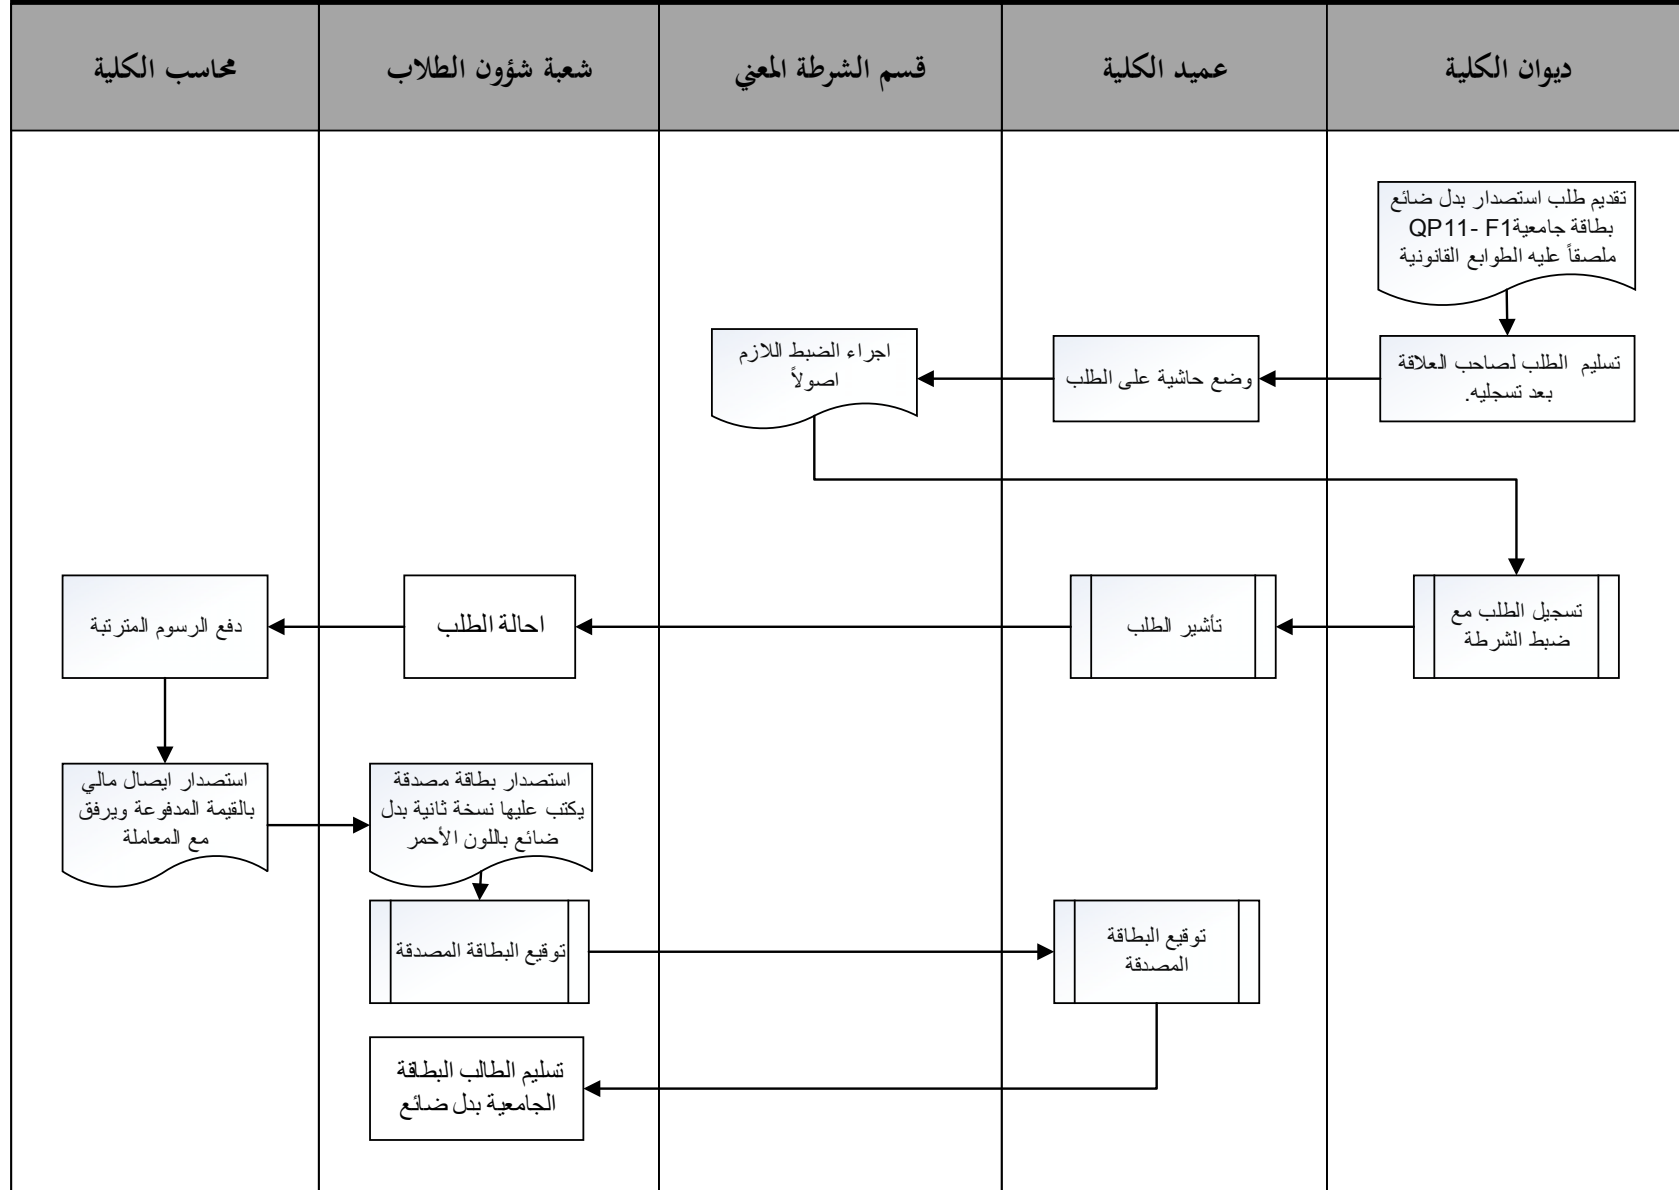 ديوان الكلية
عميد الكلية
قسم الشرطة المعني
شعبة شؤون الطلاب
محاسب الكلية
تقديم طلب استصدار بدل ضائع
بطاقة جامعية QP11- F1
ملصقاً عليه الطوابع القانونية
تسليم الطلب لصاحب العلاقة
بعد تسجليه.
وضع حاشية على الطلب
اجراء الضبط اللازم
اصولاً
تسجيل الطلب مع
ضبط الشرطة
تأشير الطلب
احالة الطلب
دفع الرسوم المترتبة
استصدار ايصال مالي
بالقيمة المدفوعة ويرفق
مع المعاملة
استصدار بطاقة مصدقة
يكتب عليها نسخة ثانية بدل
ضائع باللون الأحمر
توقيع البطاقة المصدقة
توقيع البطاقة
المصدقة
تسليم الطالب البطاقة
الجامعية بدل ضائع